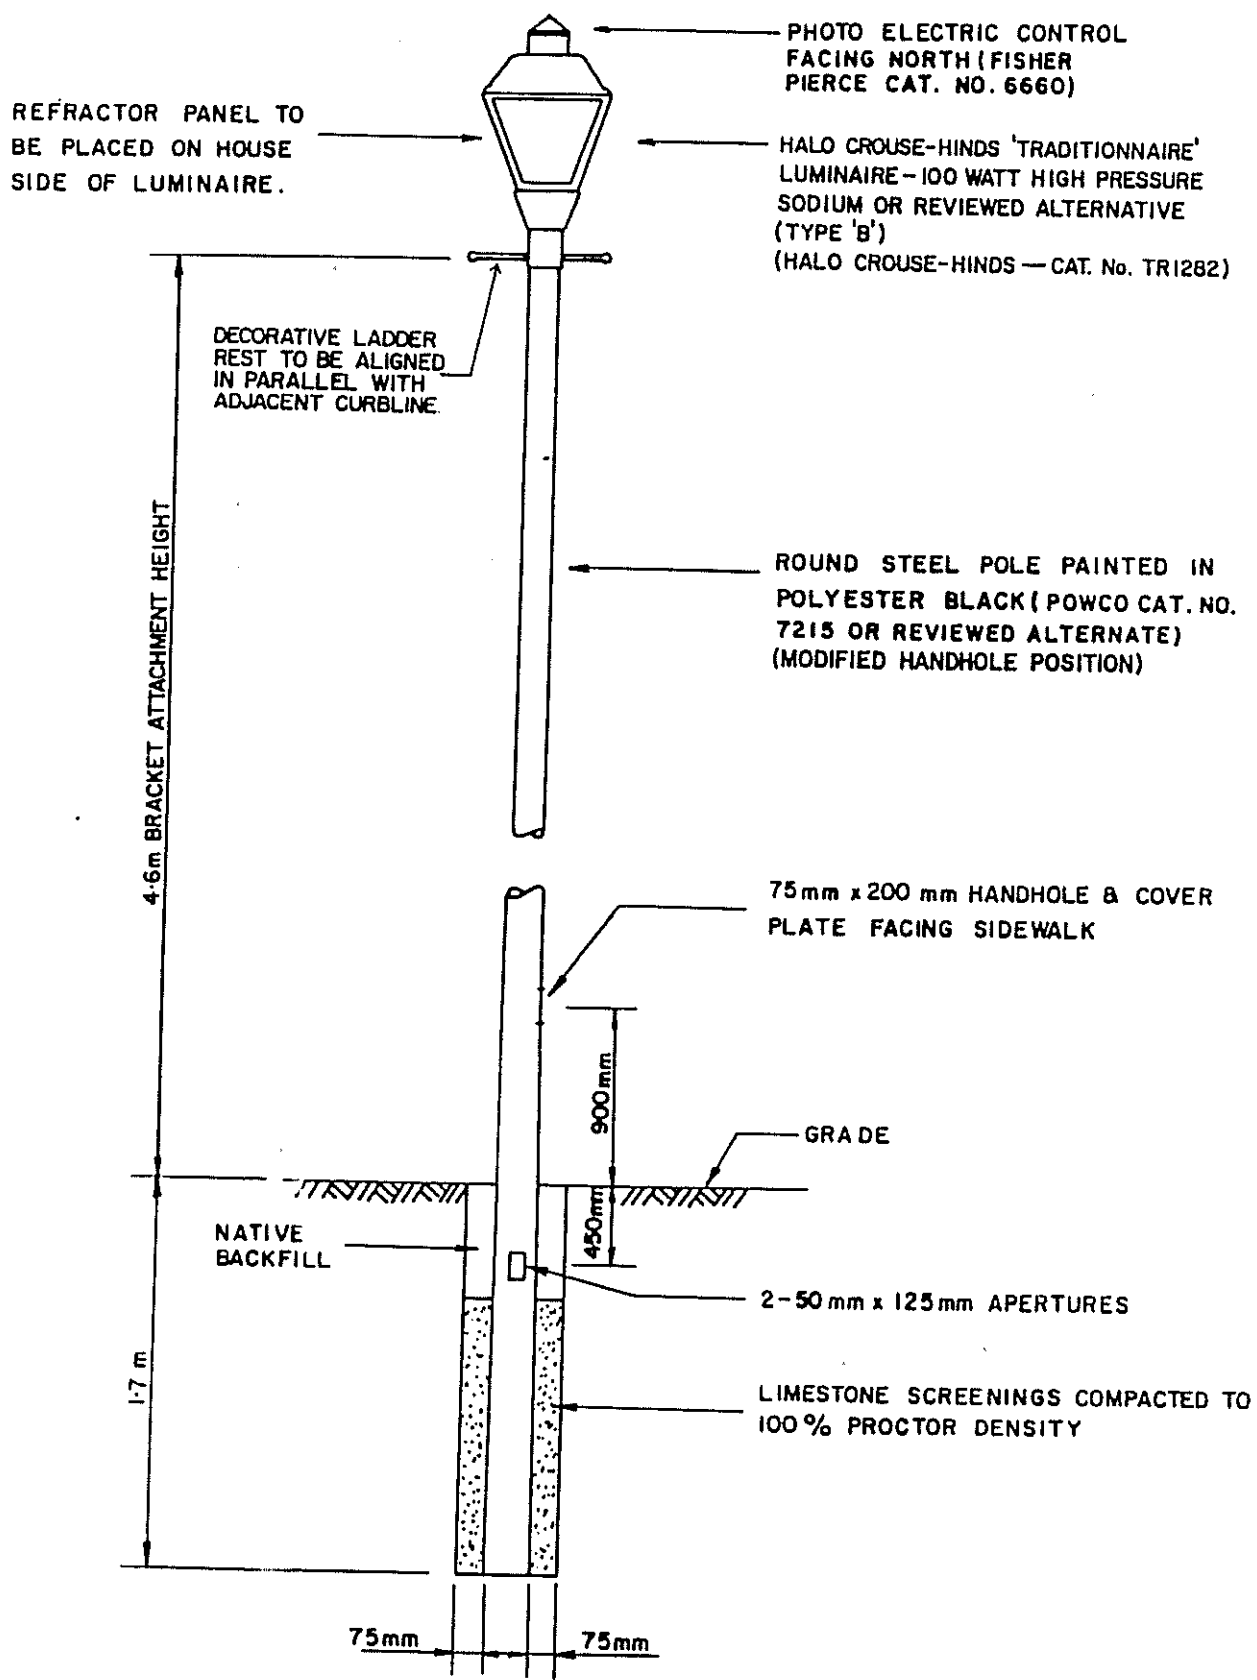 PHOTO ELECTRIC CONTROL
FACING NORTH (FISHER
PIERCE CAT. NO. 6660)
REFRACTOR PANEL TO
BE PLACED ON HOUSE
SIDE OF LUMINAIRE.
HALO CROUSE-HINDS 'TRADITIONNAIRE'
LUMINAIRE-100 WATT HIGH PRESSURE
SODIUM OR REVIEWED ALTERNATIVE
(TYPE 'B')
(HALO CROUSE-HINDS — CAT. No. TR1282)
DECORATIVE LADDER
REST TO BE ALIGNED
IN PARALLEL WITH
ADJACENT CURBLINE.
4.6m BRACKET ATTACHMENT HEIGHT
ROUND STEEL POLE PAINTED IN
POLYESTER BLACK (POWCO CAT. NO.
7215 OR REVIEWED ALTERNATE)
(MODIFIED HANDHOLE POSITION)
75mm x 200 mm HANDHOLE & COVER
PLATE FACING SIDEWALK
900mm
GRADE
450mm
NATIVE
BACKFILL
2-50mm x 125mm APERTURES
1.7 m
LIMESTONE SCREENINGS COMPACTED TO
100% PROCTOR DENSITY
75mm
75mm